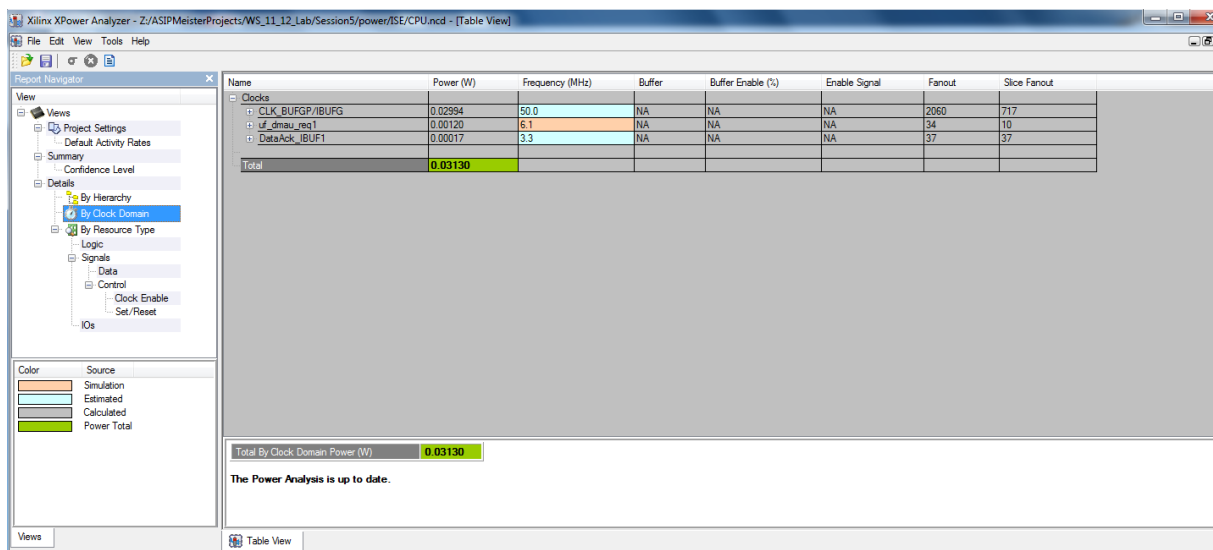 Xilinx XPower Analyzer - Z:/ASIPMeisterProjects/WS_11_12_Lab/Session5/power/ISE/CPU.ncd - [Table View]
File Edit View Tools Help
Report Navigator
View
Views
Project Settings
Default Activity Rates
Summary
Confidence Level
Details
By Hierarchy
By Clock Domain
By Resource Type
Logic
Signals
Data
Control
Clock Enable
Set/Reset
IOs
Color Source
Simulation
Estimated
Calculated
Power Total
Views
Name Power (W) Frequency (MHz) Buffer Buffer Enable (%) Enable Signal Fanout Slice Fanout
Clocks
CLK_BUFGP/IBUFG 0.02994 50.0 NA NA NA 2060 717
uf_dmau_req1 0.00120 6.1 NA NA NA 34 10
DataAck_IBUF1 0.00017 3.3 NA NA NA 37 37
Total 0.03130
Total By Clock Domain Power (W) 0.03130
The Power Analysis is up to date.
Table View